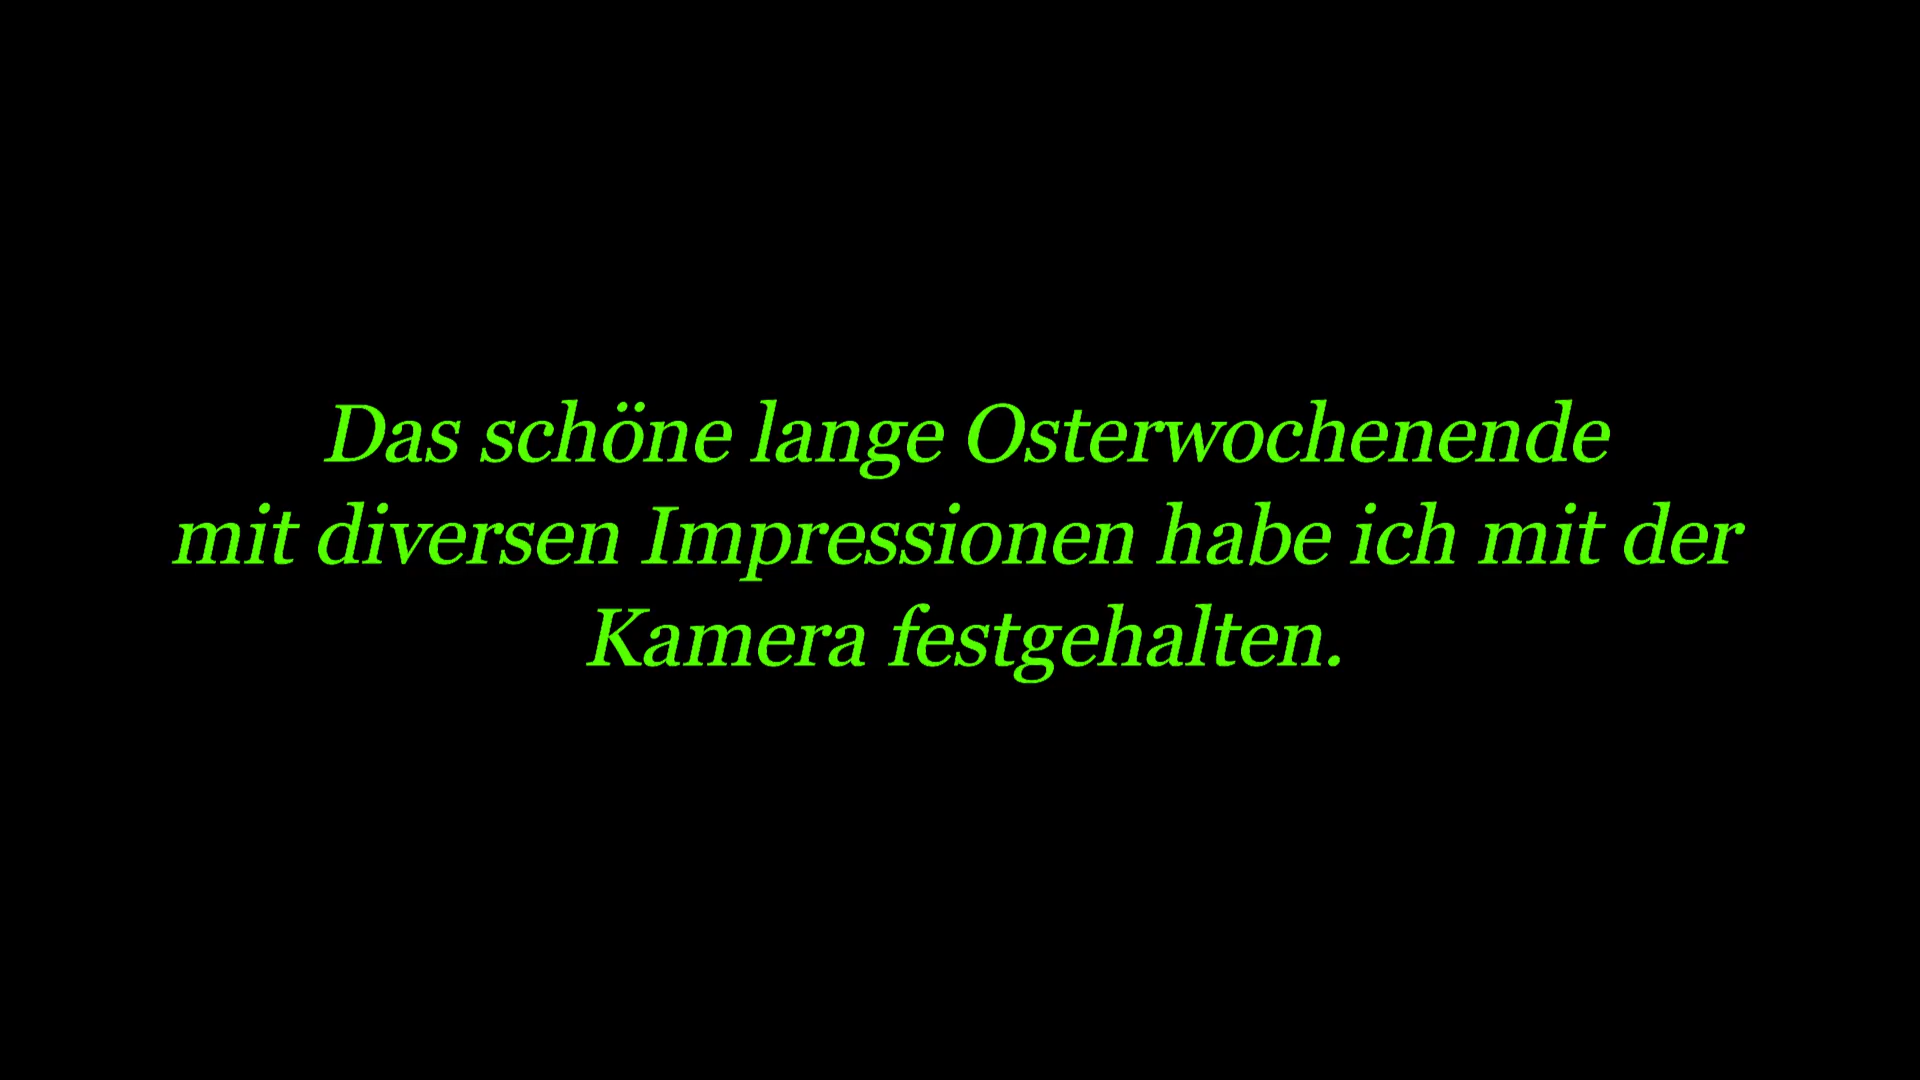 Das schöne lange Osterwochenende
mit diversen Impressionen habe ich mit der
Kamera festgehalten.